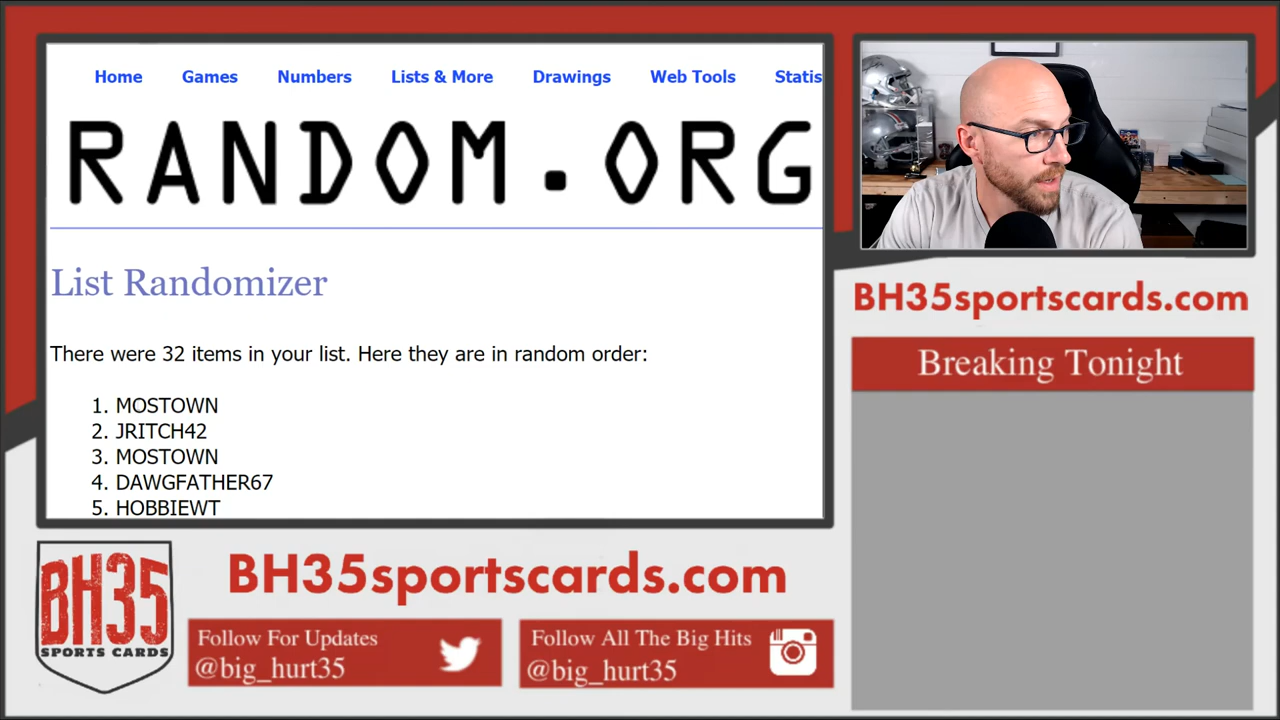 Home Games Numbers Lists & More Drawings Web Tools Statis
RANDOM.ORG
List Randomizer
There were 32 items in your list. Here they are in random order:
1. MOSTOWN
2. JRITCH42
3. MOSTOWN
4. DAWGFATHER67
5. HOBBIEWT
BH35sportscards.com
Breaking Tonight
BH35
SPORTS CARDS
BH35sportscards.com
Follow For Updates
@big_hurt35
Follow All The Big Hits
@big_hurt35